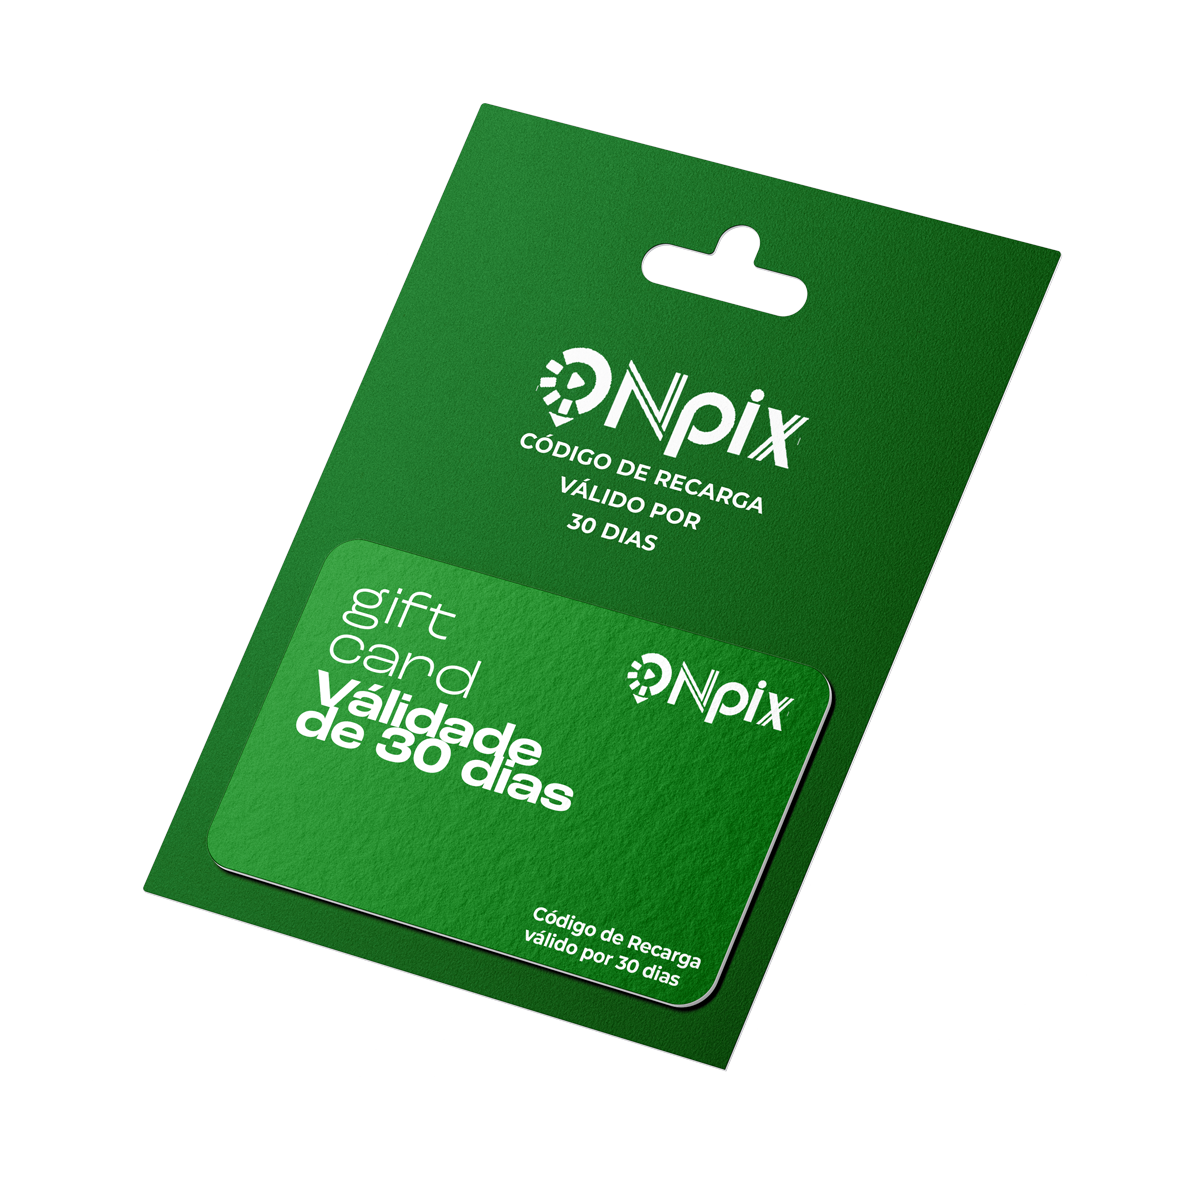 ONpix
CÓDIGO DE RECARGA
VÁLIDO POR
30 DIAS
gift
card
Válidade
de 30 dias
ONpix
Código de Recarga
válido por 30 dias